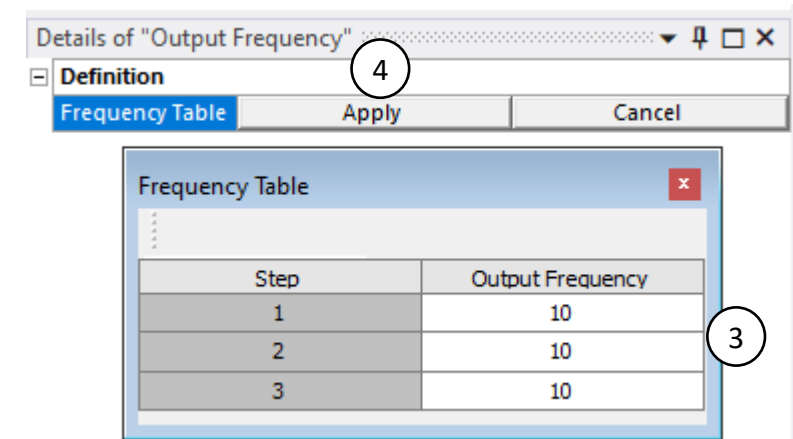 Details of "Output Frequency"
4
Definition
Frequency Table Apply Cancel
Frequency Table
x
Step Output Frequency
1 10
2 10
3 10
3